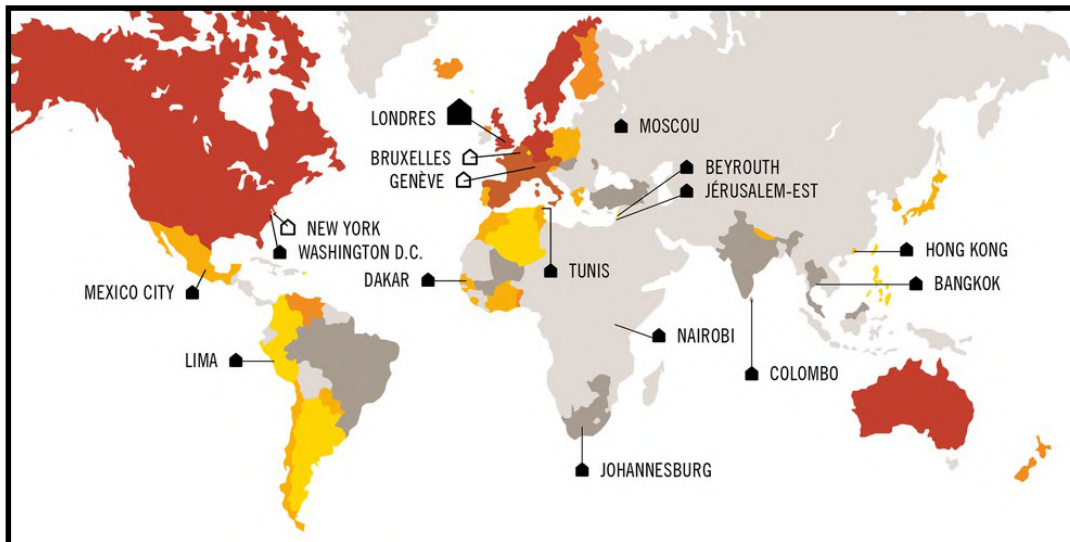 LONDRES
MOSCOU
BRUXELLES
BEYROUTH
GENÈVE
JÉRUSALEM-EST
NEW YORK
WASHINGTON D.C.
HONG KONG
MEXICO CITY
DAKAR
TUNIS
BANGKOK
NAIROBI
LIMA
COLOMBO
JOHANNESBURG